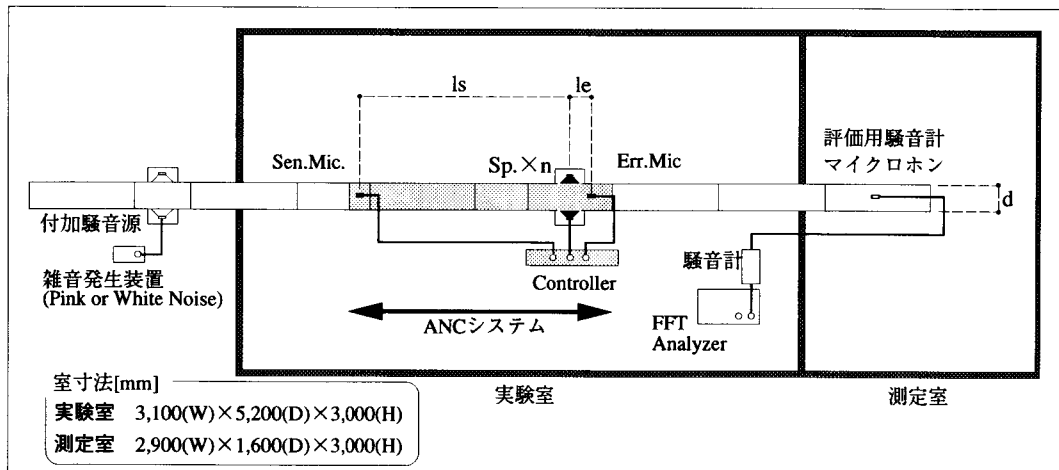 ls
le
Sen.Mic.
Sp.×n
Err.Mic
評価用騒音計
マイクロホン
d
付加騒音源
雑音発生装置
(Pink or White Noise)
Controller
騒音計
FFT
Analyzer
ANCシステム
実験室
測定室
室寸法[mm]
実験室 3,100(W)×5,200(D)×3,000(H)
測定室 2,900(W)×1,600(D)×3,000(H)